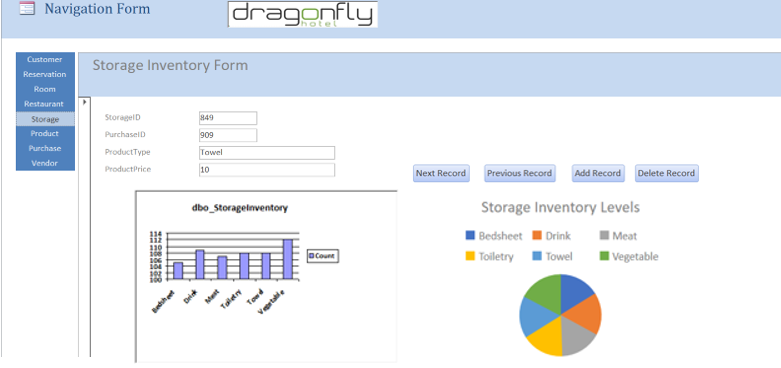 Navigation Form
dragonfly
hotel
Customer
Reservation
Room
Restaurant
Storage
Product
Purchase
Vendor
Storage Inventory Form
StorageID 849
PurchaseID 909
ProductType Towel
ProductPrice 10
Next Record Previous Record Add Record Delete Record
dbo_StorageInventory
114
112
110
108
106
104
102
100
Bedsheet Drink Meat Toiletry Towel Vegetable
Count
Storage Inventory Levels
Bedsheet Drink Meat
Toiletry Towel Vegetable